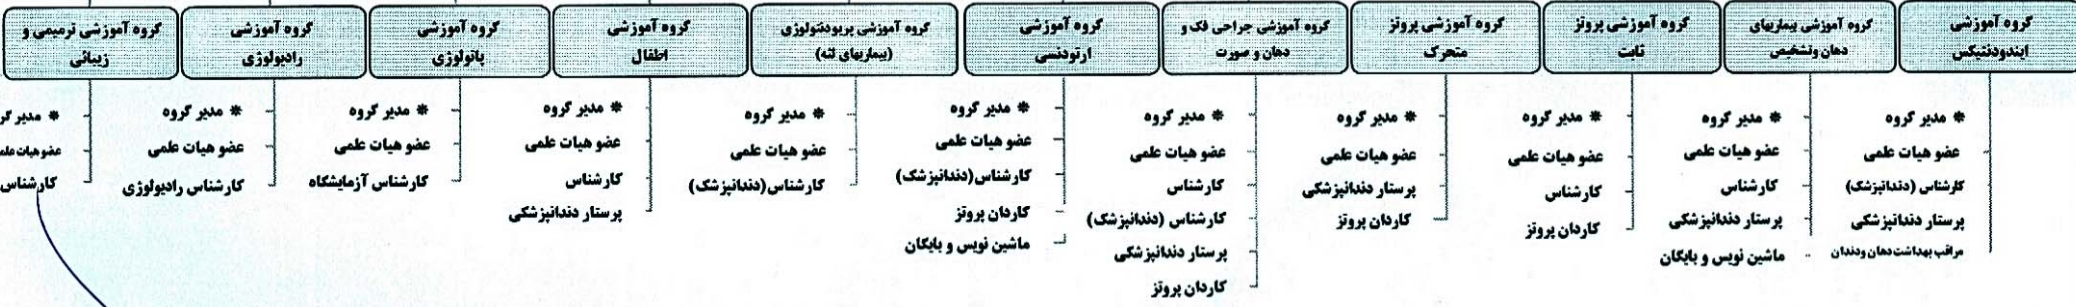 گروه آموزشی
ایندودنتیکس
* مدیر گروه
عضو هیات علمی
کارشناس (دندانپزشک)
پرستار دندانپزشکی
مراقب بهداشت دهان ودندان
گروه آموزشی بیماریهای
دهان وتشخیص
* مدیر گروه
عضو هیات علمی
کارشناس
پرستار دندانپزشکی
ماشین نویس و بایگان
گروه آموزشی پروتز
ثابت
* مدیر گروه
عضو هیات علمی
کارشناس
کاردان پروتز
گروه آموزشی پروتز
متحرک
* مدیر گروه
عضو هیات علمی
پرستار دندانپزشکی
کاردان پروتز
گروه آموزشی جراحی فک و
دهان و صورت
* مدیر گروه
عضو هیات علمی
کارشناس
کارشناس (دندانپزشک)
پرستار دندانپزشکی
کاردان پروتز
گروه آموزشی
ارتودنسی
* مدیر گروه
عضو هیات علمی
کارشناس(دندانپزشک)
کاردان پروتز
ماشین نویس و بایگان
گروه آموزشی پریودنتولوژی
(بیماریهای لثه)
* مدیر گروه
عضو هیات علمی
کارشناس(دندانپزشک)
گروه آموزشی
اطفال
* مدیر گروه
عضو هیات علمی
کارشناس
پرستار دندانپزشکی
گروه آموزشی
پاتولوژی
* مدیر گروه
عضو هیات علمی
کارشناس آزمایشگاه
گروه آموزشی
رادیولوژی
* مدیر گروه
عضو هیات علمی
کارشناس رادیولوژی
گروه آموزشی ترمیمی و
زیبائی
* مدیر
عضو هیات
کارشناس